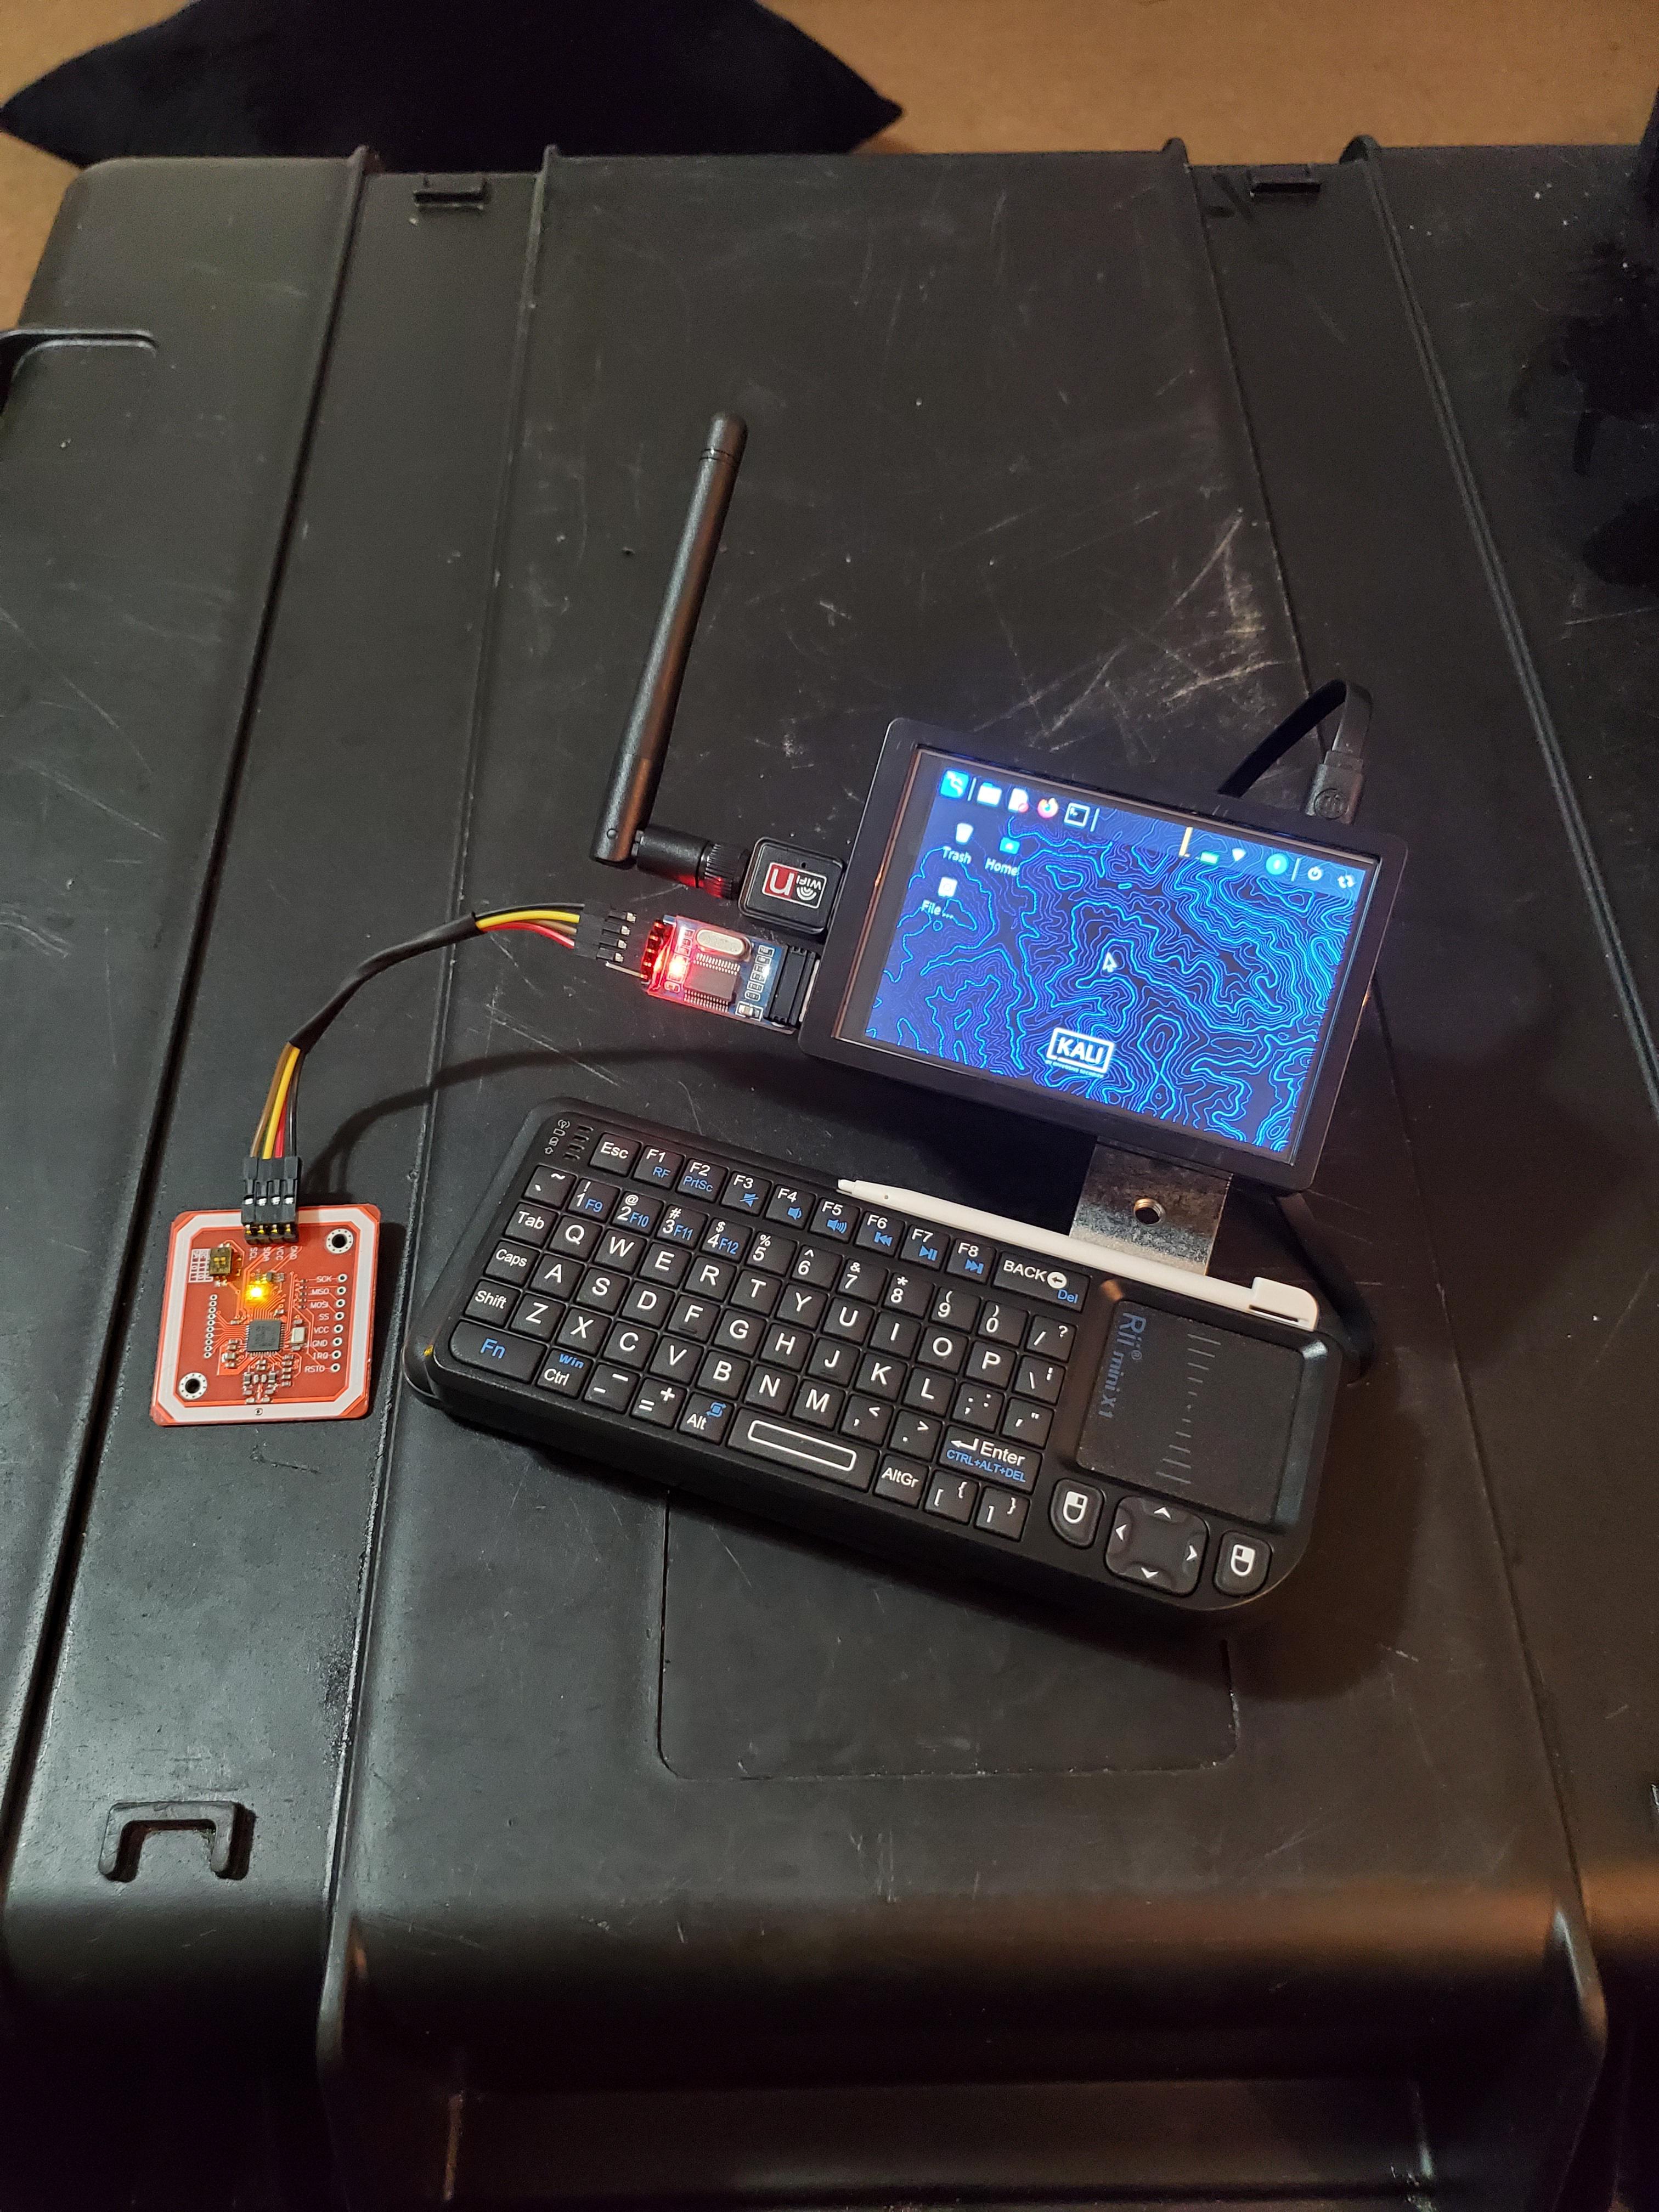 Trash
Home
File...
KALI
WiFi
n
Esc F1 RF F2 PrtSc F3 F4 F5 F6 F7 F8 BACK Del
` ~ ! 1 F9 @ 2 F10 # 3 F11 $ 4 F12 % 5 ^ 6 & 7 * 8 ( 9 ) 0 / ?
Tab Q W E R T Y U I O P \ '
Caps A S D F G H J K L ; : , "
Shift Z X C V B N M , < . > Enter CTRL+ALT+DEL
Fn Win Ctrl - _ = + Alt AltGr [ { ] }
Rii® mini X1
SCK
MISO
MOSI
SS
VCC
GND
IRQ
RSTO